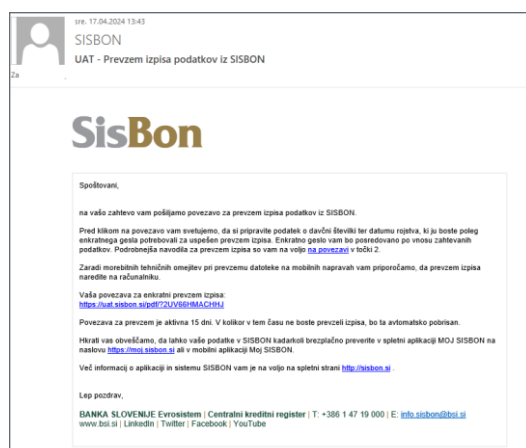 sre. 17.04.2024 13:43
SISBON
UAT - Prevzem izpisa podatkov iz SISBON
Za
SisBon
Spoštovani,
na vašo zahtevo vam pošiljamo povezavo za prevzem izpisa podatkov iz SISBON.
Pred klikom na povezavo vam svetujemo, da si pripravite podatek o davčni številki ter datumu rojstva, ki ju boste poleg
enkratnega gesla potrebovali za uspešen prevzem izpisa. Enkratno geslo vam bo posredovano po vnosu zahtevanih
podatkov. Podrobnejša navodila za prevzem izpisa so vam na voljo na povezavi v točki 2.
Zaradi morebitnih tehničnih omejitev pri prevzemu datoteke na mobilnih napravah vam priporočamo, da prevzem izpisa
naredite na računalniku.
Vaša povezava za enkratni prevzem izpisa:
https://uat.sisbon.si/pdf/?2UV66HMACHHJ
Povezava za prevzem je aktivna 15 dni. V kolikor v tem času ne boste prevzeli izpisa, bo ta avtomatsko pobrisan.
Hkrati vas obveščamo, da lahko vaše podatke v SISBON kadarkoli brezplačno preverite v spletni aplikaciji MOJ SISBON na
naslovu https://moj.sisbon.si ali v mobilni aplikaciji Moj SISBON.
Več informacij o aplikaciji in sistemu SISBON vam je na voljo na spletni strani http://sisbon.si .
Lep pozdrav,
BANKA SLOVENIJE Evrosistem | Centralni kreditni register | T: +386 1 47 19 000 | E: info.sisbon@bsi.si
www.bsi.si | LinkedIn | Twitter | Facebook | YouTube